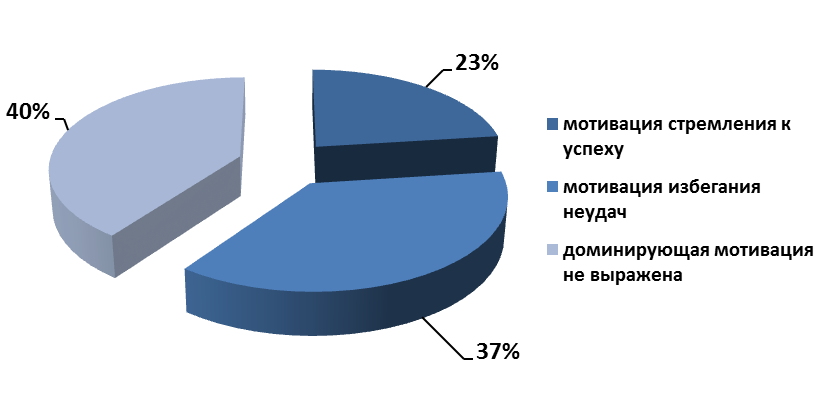 23%
40%
мотивация стремления к
успеху
мотивация избегания
неудач
доминирующая мотивация
не выражена
37%